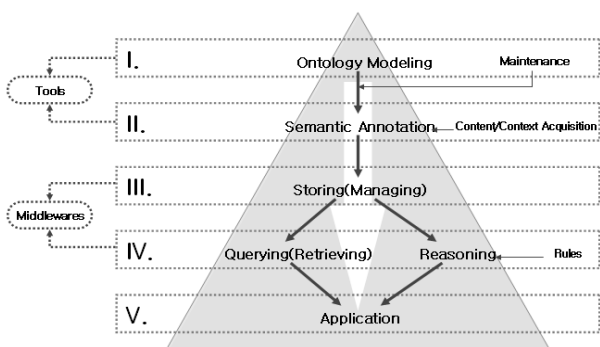 I.
Ontology Modeling
Maintenance
Tools
II.
Semantic Annotation
Content/Context Acquisition
III.
Storing(Managing)
Middlewares
IV.
Querying(Retrieving)
Reasoning
Rules
V.
Application